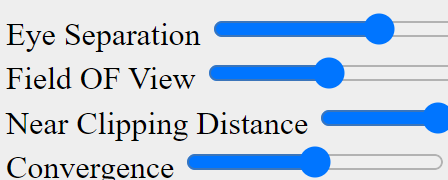 Eye Separation
Field OF View
Near Clipping Distance
Convergence